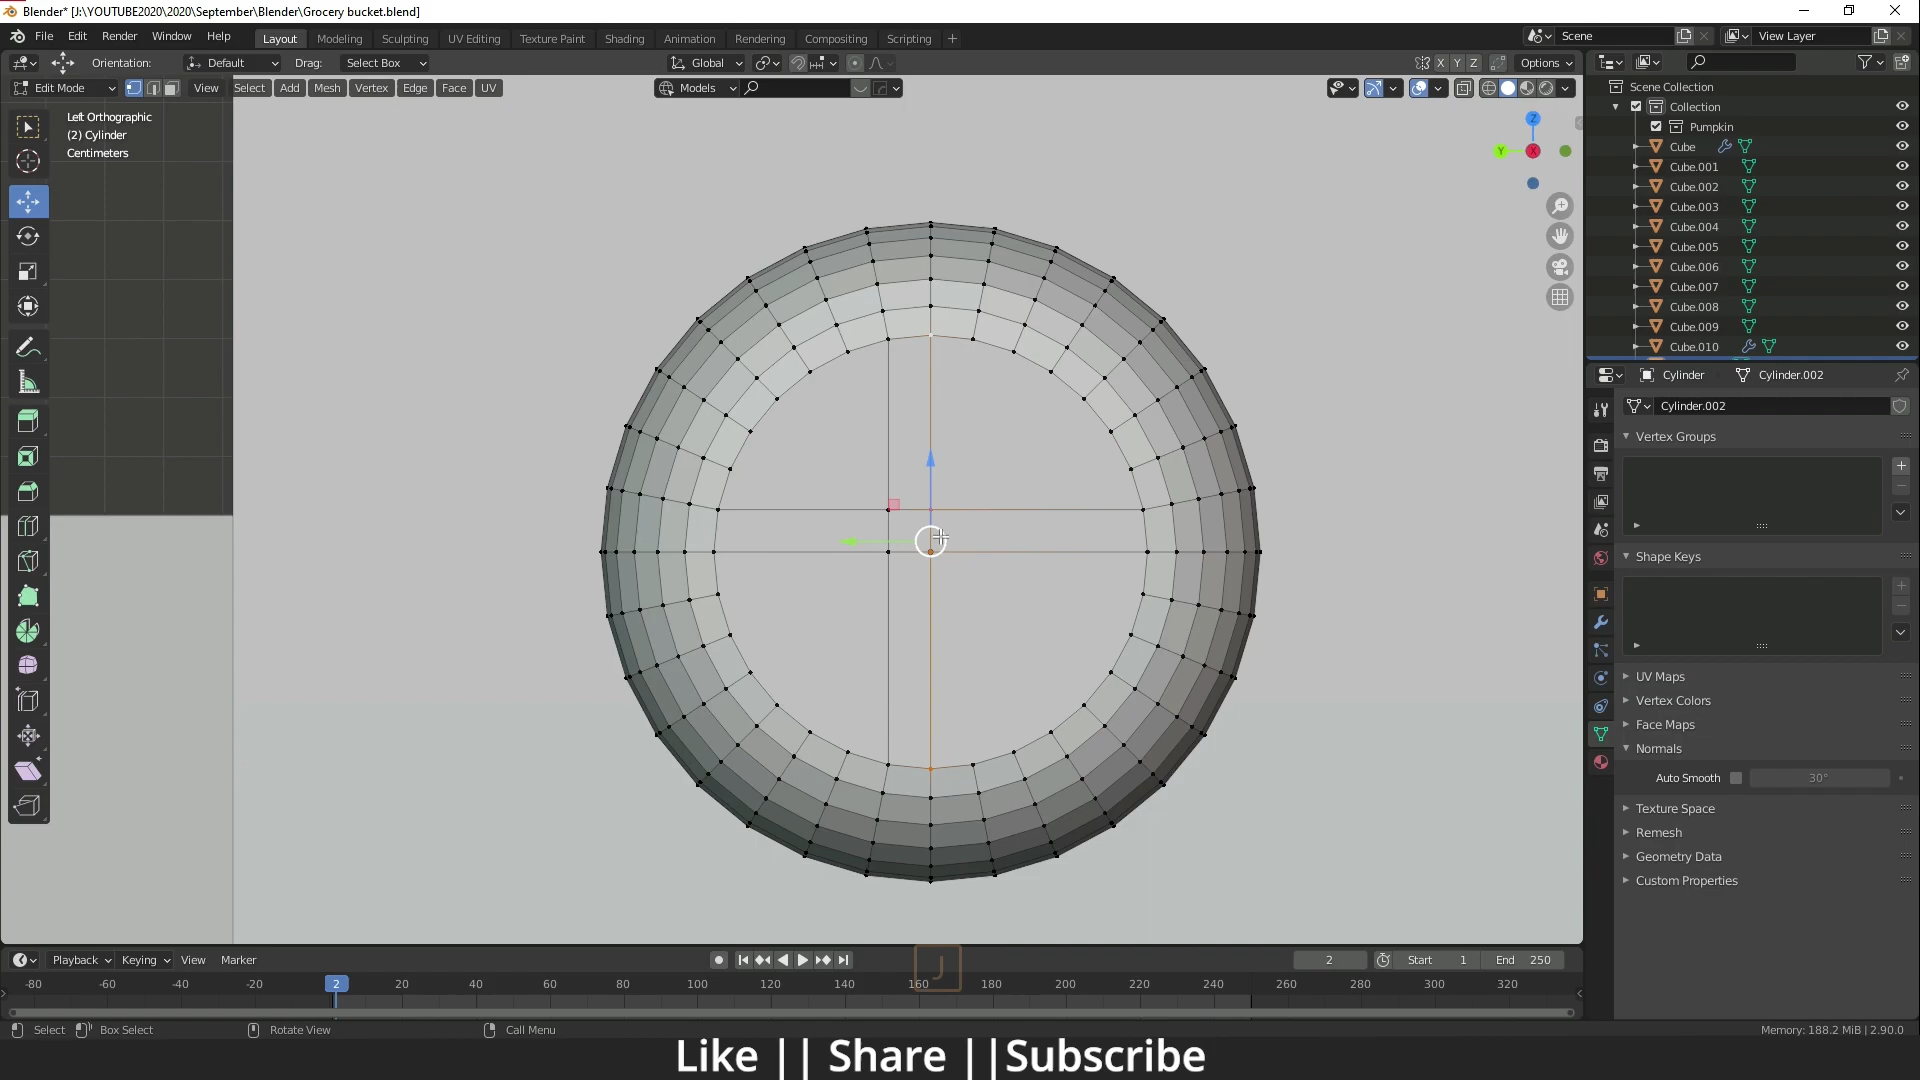 Blender* [J:\YOUTUBE2020\2020\September\Blender\Grocery bucket.blend]
File Edit Render Window Help Layout Modeling Sculpting UV Editing Texture Paint Shading Animation Rendering Compositing Scripting + Scene View Layer
Orientation: Default Drag: Select Box Global X Y Z Options
Edit Mode View Select Add Mesh Vertex Edge Face UV Models
Left Orthographic
(2) Cylinder
Centimeters
Z
Y
X
Scene Collection
Collection
Pumpkin
Cube
Cube.001
Cube.002
Cube.003
Cube.004
Cube.005
Cube.006
Cube.007
Cube.008
Cube.009
Cube.010
Cylinder Cylinder.002
Cylinder.002
Vertex Groups
Shape Keys
UV Maps
Vertex Colors
Face Maps
Normals
Auto Smooth 30°
Texture Space
Remesh
Geometry Data
Custom Properties
Playback Keying View Marker 2 Start 1 End 250
J
-80 -60 -40 -20 2 20 40 60 80 100 120 140 160 180 200 220 240 260 280 300 320
Select Box Select Rotate View Call Menu Memory: 188.2 MiB | 2.90.0
Like || Share ||Subscribe